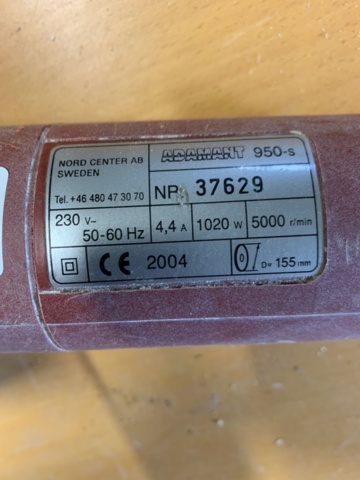 NORD CENTER AB
SWEDEN
Tel. +46 480 47 30 70
ADAMANT 950-s
NR 37629
230 V~
50-60 Hz
4,4 A
1020 W
5000 r/min
CE 2004
D= 155 mm